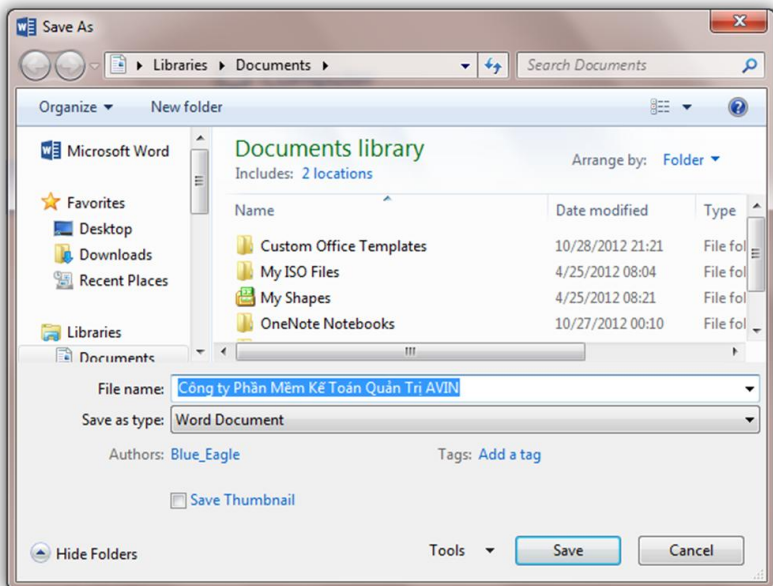 Save As
Libraries Documents
Search Documents
Organize New folder
Microsoft Word
Favorites
Desktop
Downloads
Recent Places
Libraries
Documents
Documents library
Includes: 2 locations
Arrange by: Folder
Name Date modified Type
Custom Office Templates 10/28/2012 21:21 File fol
My ISO Files 4/25/2012 08:04 File fol
My Shapes 4/25/2012 08:21 File fol
OneNote Notebooks 10/27/2012 00:10 File fol
File name: Công ty Phần Mềm Kế Toán Quản Trị AVIN
Save as type: Word Document
Authors: Blue_Eagle Tags: Add a tag
Save Thumbnail
Hide Folders Tools Save Cancel